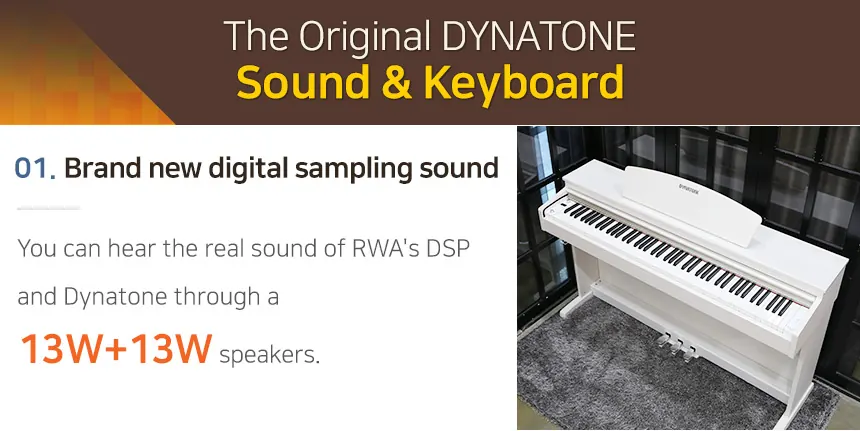 The Original DYNATONE
Sound & Keyboard
01. Brand new digital sampling sound
You can hear the real sound of RWA's DSP
and Dynatone through a
13W+13W speakers.
DYNATONE